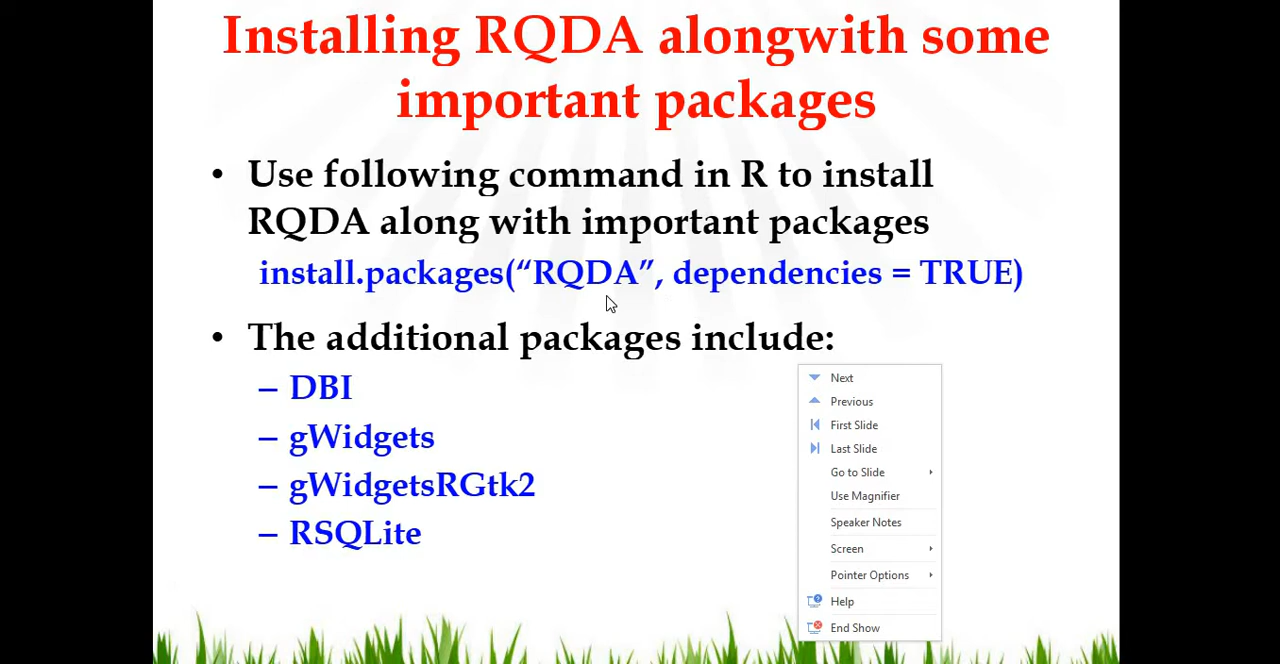 Installing RQDA alongwith some
important packages
• Use following command in R to install
RQDA along with important packages
install.packages(“RQDA”, dependencies = TRUE)
• The additional packages include:
– DBI
– gWidgets
– gWidgetsRGtk2
– RSQLite
Next
Previous
First Slide
Last Slide
Go to Slide
Use Magnifier
Speaker Notes
Screen
Pointer Options
Help
End Show